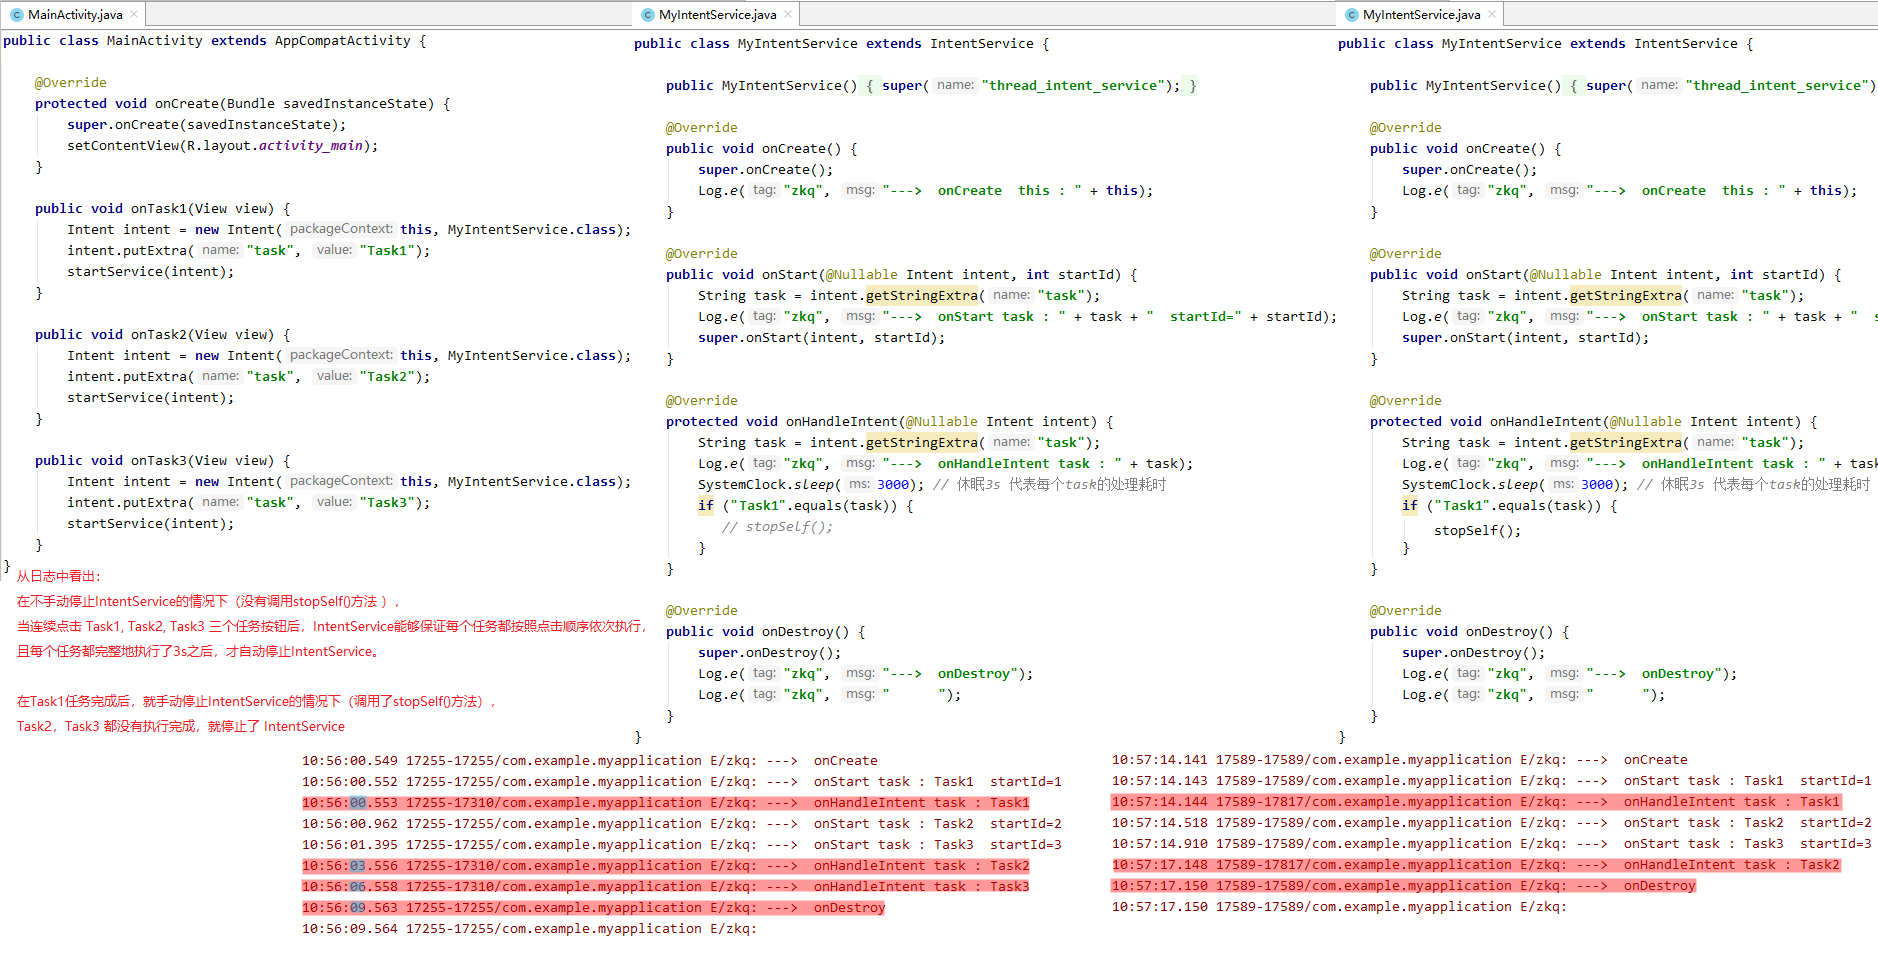 MainActivity.java
public class MainActivity extends AppCompatActivity {
@Override
protected void onCreate(Bundle savedInstanceState) {
super.onCreate(savedInstanceState);
setContentView(R.layout.activity_main);
}
public void onTask1(View view) {
Intent intent = new Intent( packageContext: this, MyIntentService.class);
intent.putExtra( name: "task", value: "Task1");
startService(intent);
}
public void onTask2(View view) {
Intent intent = new Intent( packageContext: this, MyIntentService.class);
intent.putExtra( name: "task", value: "Task2");
startService(intent);
}
public void onTask3(View view) {
Intent intent = new Intent( packageContext: this, MyIntentService.class);
intent.putExtra( name: "task", value: "Task3");
startService(intent);
}
}
从日志中看出：
在不手动停止IntentService的情况下（没有调用stopSelf()方法 ），
当连续点击 Task1, Task2, Task3 三个任务按钮后，IntentService能够保证每个任务都按照点击顺序依次执行，
且每个任务都完整地执行了3s之后，才自动停止IntentService。
在Task1任务完成后，就手动停止IntentService的情况下（调用了stopSelf()方法），
Task2，Task3 都没有执行完成，就停止了 IntentService
MyIntentService.java
public class MyIntentService extends IntentService {
public MyIntentService() { super( name: "thread_intent_service"); }
@Override
public void onCreate() {
super.onCreate();
Log.e( tag: "zkq", msg: "---> onCreate this : " + this);
}
@Override
public void onStart(@Nullable Intent intent, int startId) {
String task = intent.getStringExtra( name: "task");
Log.e( tag: "zkq", msg: "---> onStart task : " + task + " startId=" + startId);
super.onStart(intent, startId);
}
@Override
protected void onHandleIntent(@Nullable Intent intent) {
String task = intent.getStringExtra( name: "task");
Log.e( tag: "zkq", msg: "---> onHandleIntent task : " + task);
SystemClock.sleep( ms: 3000); // 休眠3s 代表每个task的处理耗时
if ("Task1".equals(task)) {
// stopSelf();
}
}
@Override
public void onDestroy() {
super.onDestroy();
Log.e( tag: "zkq", msg: "---> onDestroy");
Log.e( tag: "zkq", msg: " ");
}
}
MyIntentService.java
public class MyIntentService extends IntentService {
public MyIntentService() { super( name: "thread_intent_service")
@Override
public void onCreate() {
super.onCreate();
Log.e( tag: "zkq", msg: "---> onCreate this : " + this);
}
@Override
public void onStart(@Nullable Intent intent, int startId) {
String task = intent.getStringExtra( name: "task");
Log.e( tag: "zkq", msg: "---> onStart task : " + task + " s
super.onStart(intent, startId);
}
@Override
protected void onHandleIntent(@Nullable Intent intent) {
String task = intent.getStringExtra( name: "task");
Log.e( tag: "zkq", msg: "---> onHandleIntent task : " + task
SystemClock.sleep( ms: 3000); // 休眠3s 代表每个task的处理耗时
if ("Task1".equals(task)) {
stopSelf();
}
}
@Override
public void onDestroy() {
super.onDestroy();
Log.e( tag: "zkq", msg: "---> onDestroy");
Log.e( tag: "zkq", msg: " ");
}
}
10:56:00.549 17255-17255/com.example.myapplication E/zkq: ---> onCreate
10:56:00.552 17255-17255/com.example.myapplication E/zkq: ---> onStart task : Task1 startId=1
10:56:00.553 17255-17310/com.example.myapplication E/zkq: ---> onHandleIntent task : Task1
10:56:00.962 17255-17255/com.example.myapplication E/zkq: ---> onStart task : Task2 startId=2
10:56:01.395 17255-17255/com.example.myapplication E/zkq: ---> onStart task : Task3 startId=3
10:56:03.556 17255-17310/com.example.myapplication E/zkq: ---> onHandleIntent task : Task2
10:56:06.558 17255-17310/com.example.myapplication E/zkq: ---> onHandleIntent task : Task3
10:56:09.563 17255-17255/com.example.myapplication E/zkq: ---> onDestroy
10:56:09.564 17255-17255/com.example.myapplication E/zkq:
10:57:14.141 17589-17589/com.example.myapplication E/zkq: ---> onCreate
10:57:14.143 17589-17589/com.example.myapplication E/zkq: ---> onStart task : Task1 startId=1
10:57:14.144 17589-17817/com.example.myapplication E/zkq: ---> onHandleIntent task : Task1
10:57:14.518 17589-17589/com.example.myapplication E/zkq: ---> onStart task : Task2 startId=2
10:57:14.910 17589-17589/com.example.myapplication E/zkq: ---> onStart task : Task3 startId=3
10:57:17.148 17589-17817/com.example.myapplication E/zkq: ---> onHandleIntent task : Task2
10:57:17.150 17589-17589/com.example.myapplication E/zkq: ---> onDestroy
10:57:17.150 17589-17589/com.example.myapplication E/zkq: